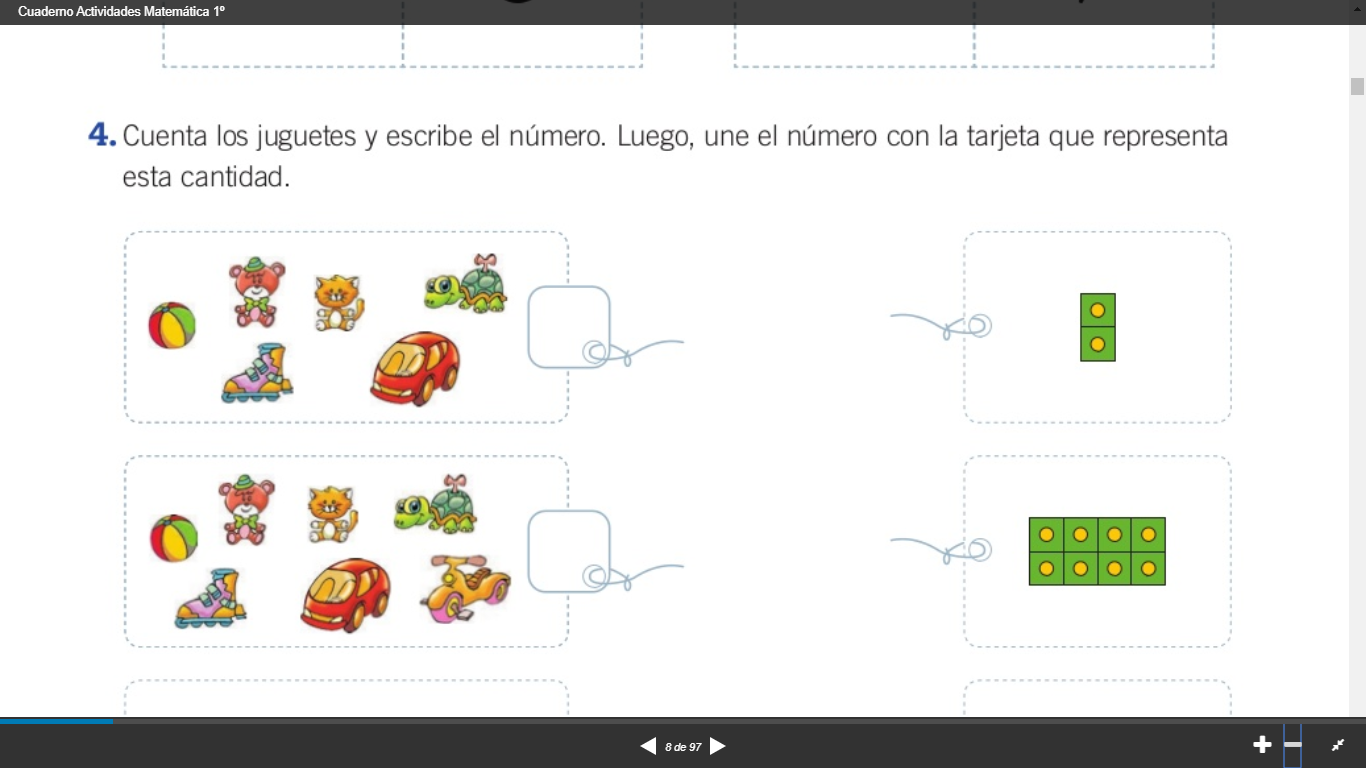 Cuaderno Actividades Matemática 1º
4. Cuenta los juguetes y escribe el número. Luego, une el número con la tarjeta que representa
esta cantidad.
8 de 97